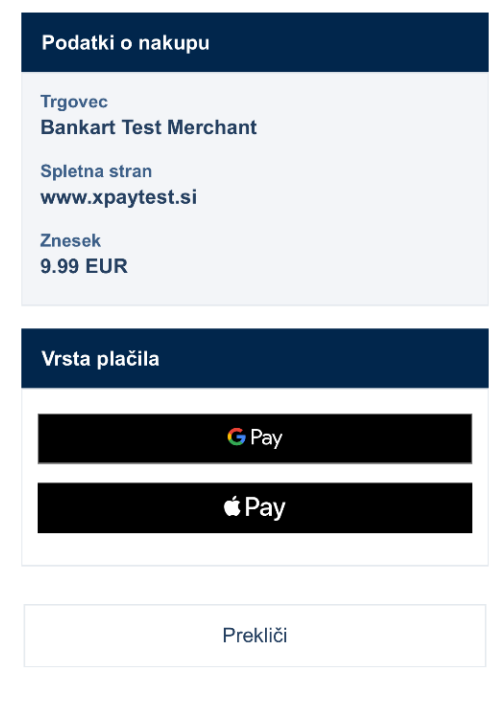 Podatki o nakupu
Trgovec
Bankart Test Merchant
Spletna stran
www.xpaytest.si
Znesek
9.99 EUR
Vrsta plačila
G Pay
Pay
Prekliči